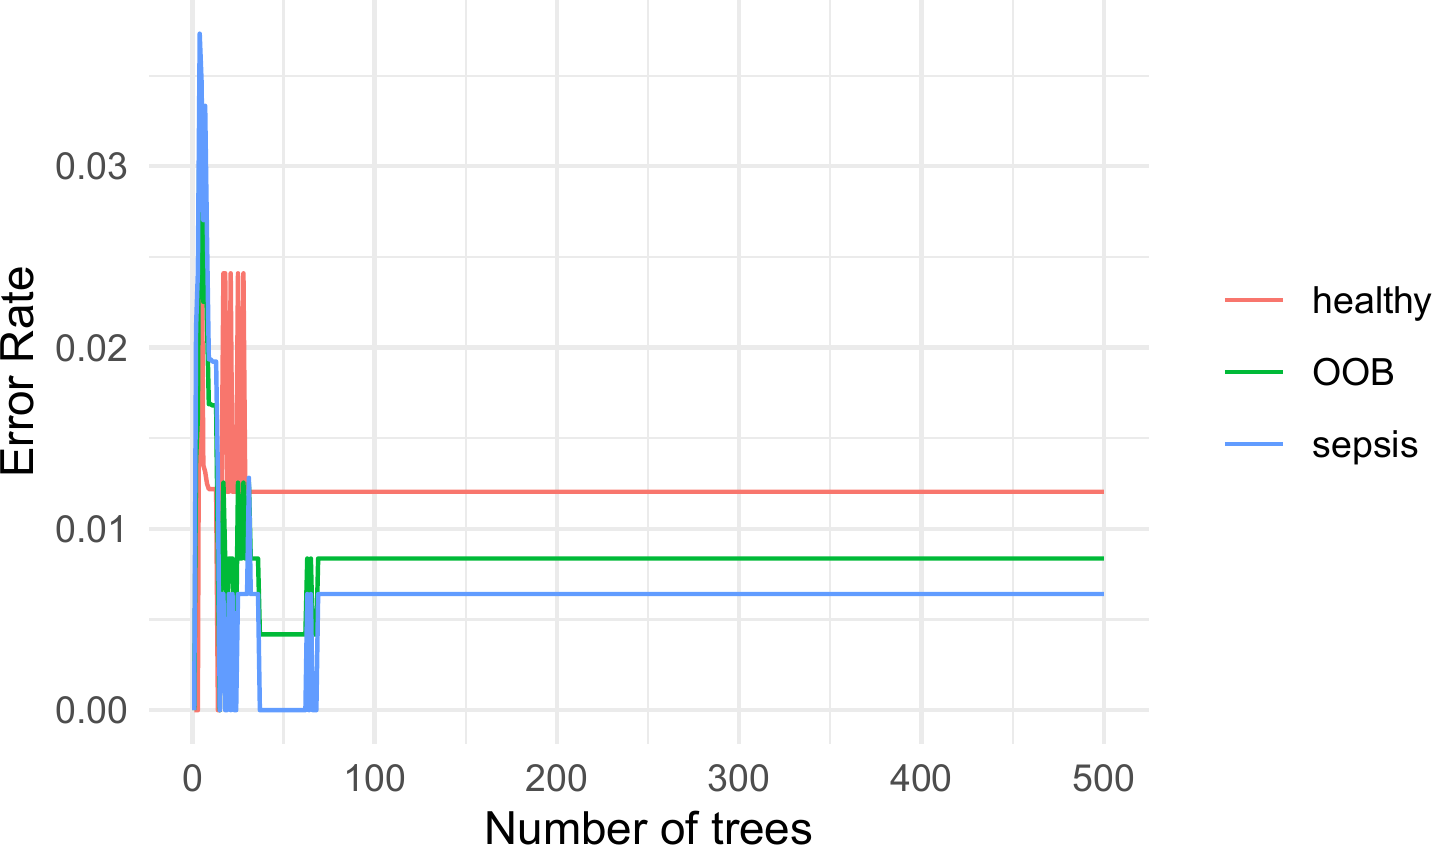 Error Rate
0.03
0.02
0.01
0.00
0 100 200 300 400 500
Number of trees
healthy
OOB
sepsis